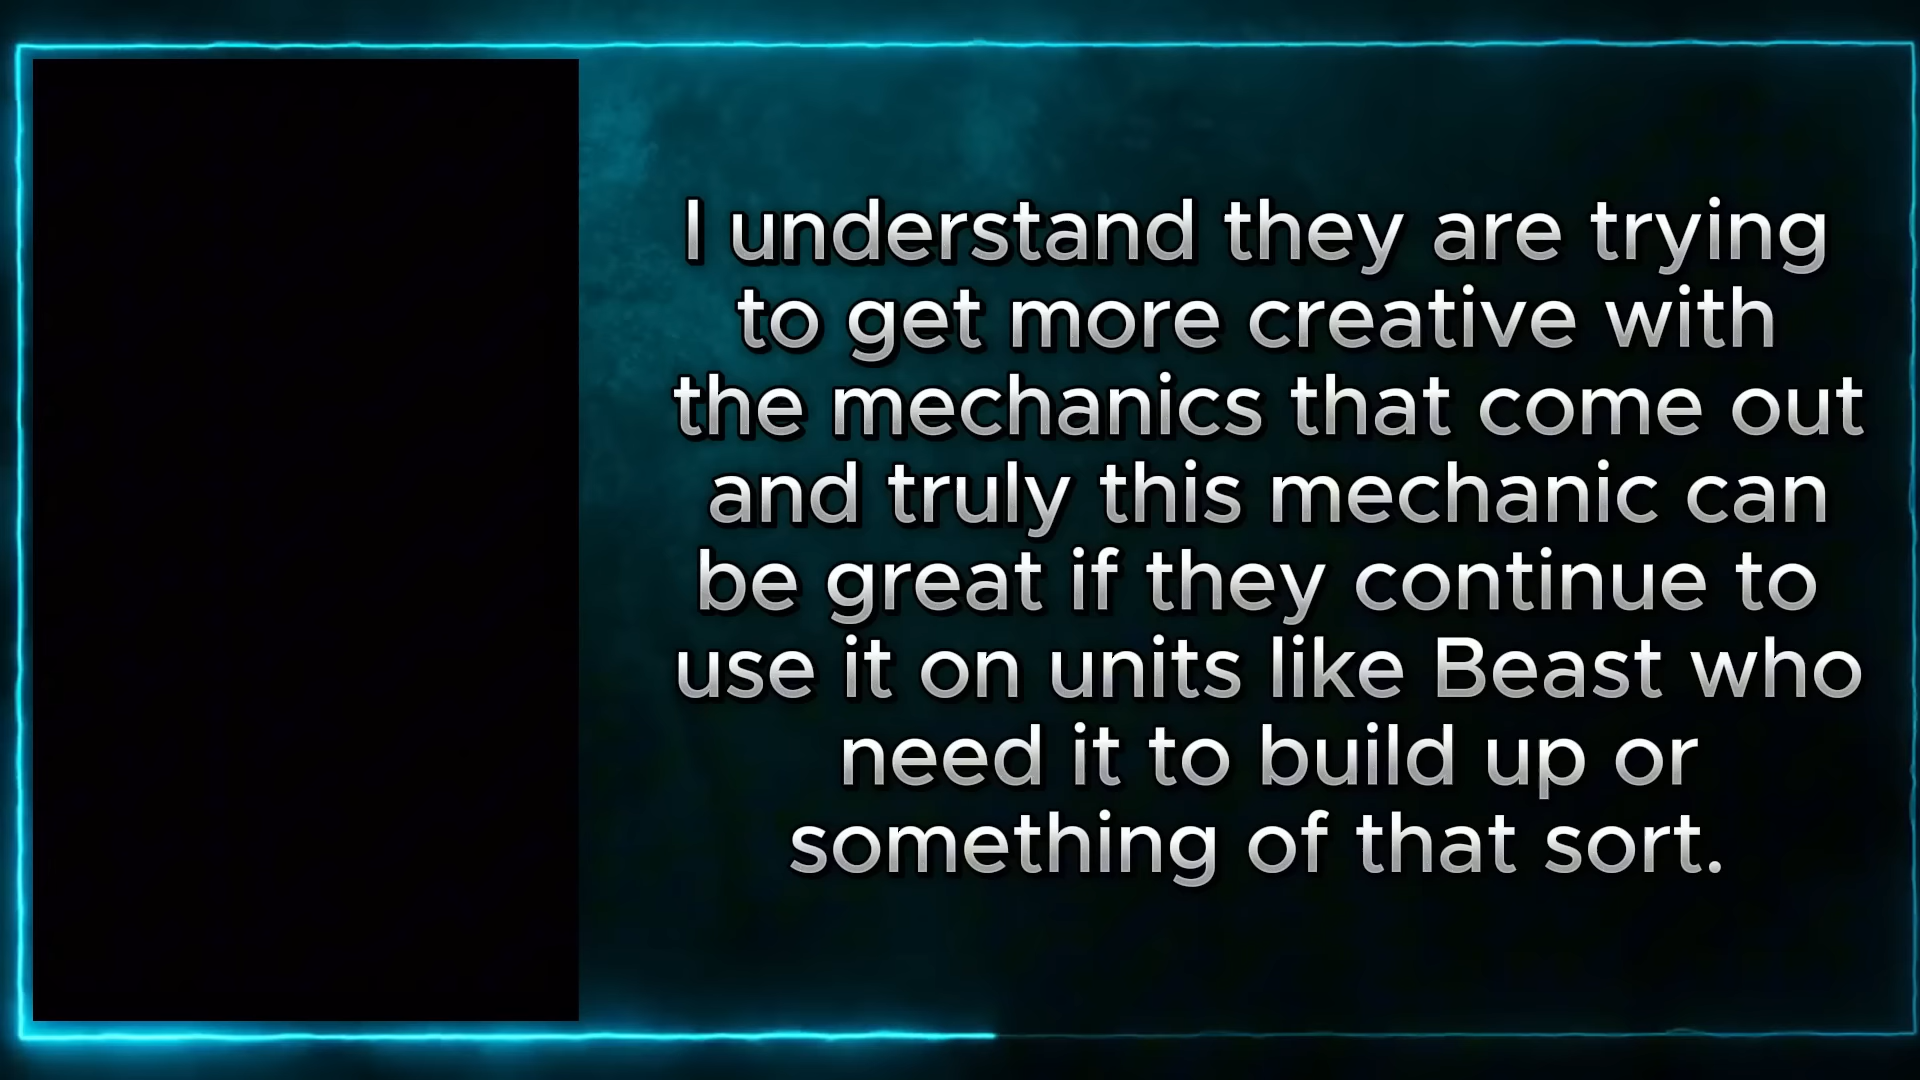 I understand they are trying
to get more creative with
the mechanics that come out
and truly this mechanic can
be great if they continue to
use it on units like Beast who
need it to build up or
something of that sort.